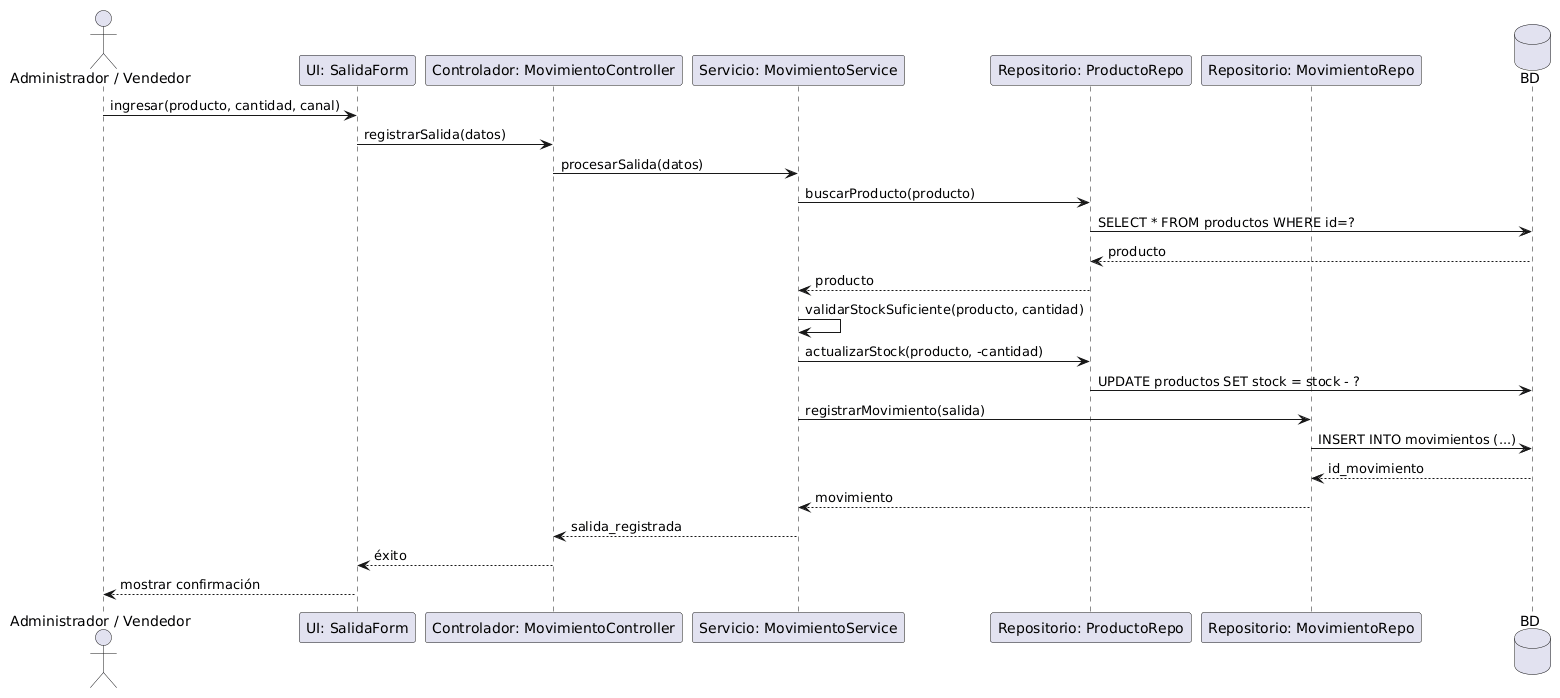 Administrador / Vendedor
UI: SalidaForm
Controlador: MovimientoController
Servicio: MovimientoService
Repositorio: ProductoRepo
Repositorio: MovimientoRepo
BD
ingresar(producto, cantidad, canal)
registrarSalida(datos)
procesarSalida(datos)
buscarProducto(producto)
SELECT * FROM productos WHERE id=?
producto
producto
validarStockSuficiente(producto, cantidad)
actualizarStock(producto, -cantidad)
UPDATE productos SET stock = stock - ?
registrarMovimiento(salida)
INSERT INTO movimientos (...)
id_movimiento
movimiento
salida_registrada
éxito
mostrar confirmación
Administrador / Vendedor
UI: SalidaForm
Controlador: MovimientoController
Servicio: MovimientoService
Repositorio: ProductoRepo
Repositorio: MovimientoRepo
BD